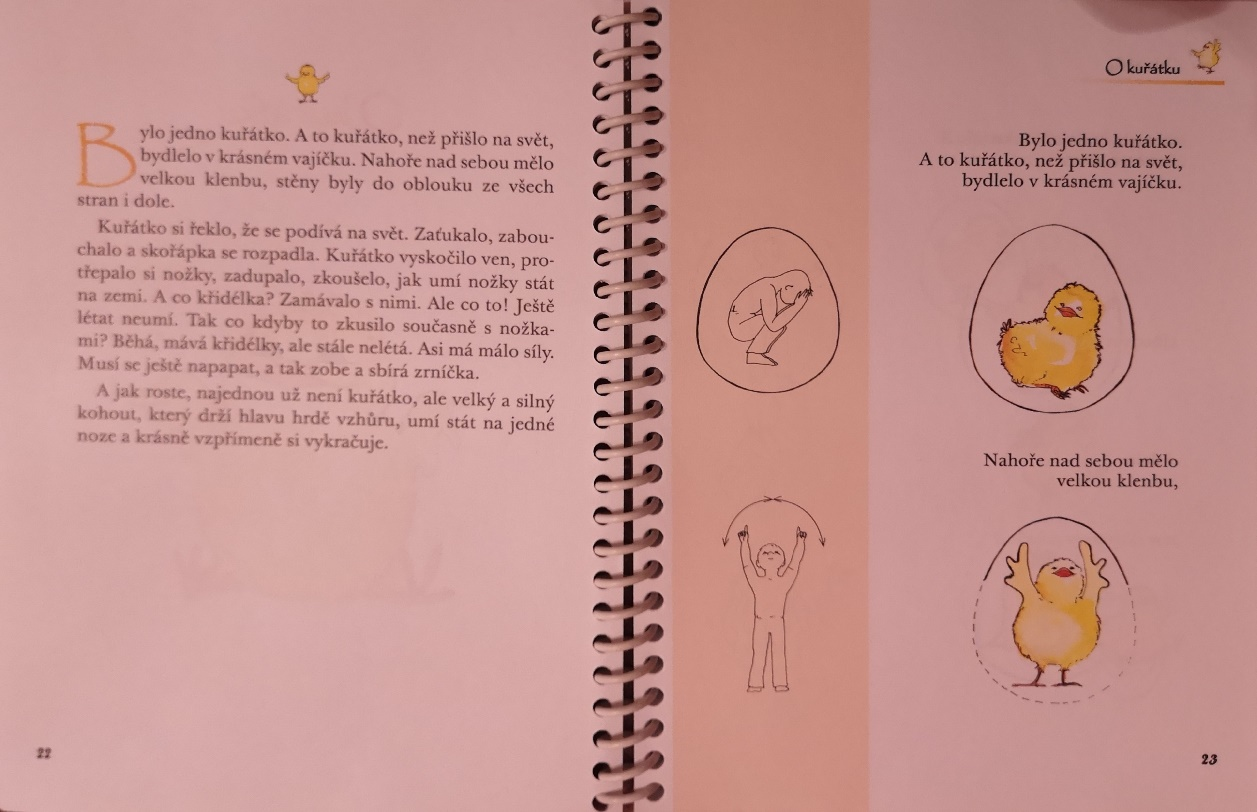 Bylo jedno kuřátko. A to kuřátko, než přišlo na svět,
bydlelo v krásném vajíčku. Nahoře nad sebou mělo
velkou klenbu, stěny byly do oblouku ze všech
stran i dole.
Kuřátko si řeklo, že se podívá na svět. Zaťukalo, zabou-
chalo a skořápka se rozpadla. Kuřátko vyskočilo ven, pro-
třepalo si nožky, zadupalo, zkoušelo, jak umí nožky stát
na zemi. A co křidélka? Zamávalo s nimi. Ale co to! Ještě
létat neumí. Tak co kdyby to zkusilo současně s nožka-
mi? Běhá, mává křidélky, ale stále nelétá. Asi má málo síly.
Musí se ještě napapat, a tak zobe a sbírá zrníčka.
A jak roste, najednou už není kuřátko, ale velký a silný
kohout, který drží hlavu hrdě vzhůru, umí stát na jedné
noze a krásně vzpřímeně si vykračuje.
22
O kuřátku
Bylo jedno kuřátko.
A to kuřátko, než přišlo na svět,
bydlelo v krásném vajíčku.
Nahoře nad sebou mělo
velkou klenbu,
23